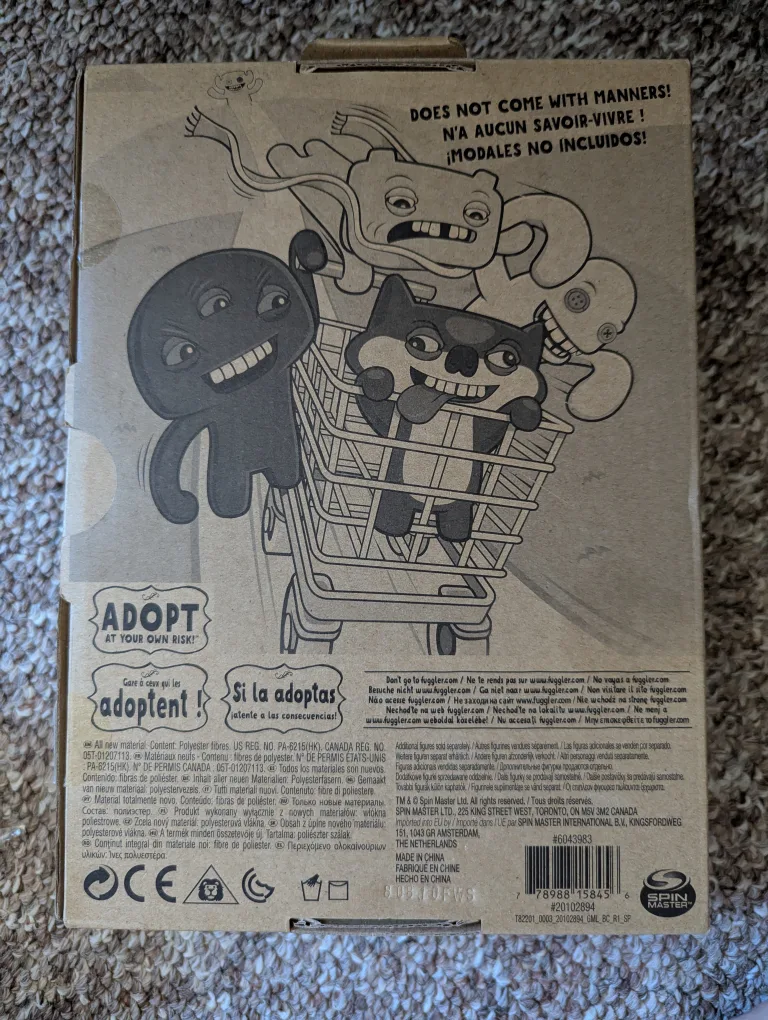 DOES NOT COME WITH MANNERS!
N'A AUCUN SAVOIR-VIVRE !
¡MODALES NO INCLUIDOS!
ADOPT
AT YOUR OWN RISK!™
Gare à ceux qui les
adoptent !
Si la adoptas
¡atente a las consecuencias!
Don't go to fuggler.com / Ne te rends pas sur www.fuggler.com / No vayas a fuggler.com
Besuche nicht www.fuggler.com / Ga niet naar www.fuggler.com / Non visitare il sito fuggler.com
Não acesse fuggler.com / Не заходи на сайт www.fuggler.com / Nie wchodź na stronę fuggler.com
Nechoďte na web fuggler.com / Nechoďte na lokalitu www.fuggler.com / Ne menj a
www.fuggler.com weboldal közelébe! / Nu accesa fuggler.com / Μην επισκεφθείτε το fuggler.com
All new material: Content: Polyester fibres. US REG. NO. PA-6215(HK). CANADA REG. NO.
05T-01207113. Matériaux neufs - Contenu : fibres de polyester. N° DE PERMIS ÉTATS-UNIS
PA-6215(HK). N° DE PERMIS CANADA . 05T-01207113. Todos los materiales son nuevos.
Contenido: fibras de poliéster. Inhalt aller neuen Materialien: Polyesterfasern. Gemaakt
van nieuw materiaal: polyestervezels. Tutti materiali nuovi. Contenuto: fibre di poliestere.
Material totalmente novo. Conteúdo: fibras de poliéster. Только новые материалы.
Состав: полиэстер. Produkt wykonany wyłącznie z nowych materiałów: włókna
poliestrowe. Zcela nový materiál: polyesterová vlákna. Obsah z úplne nového materiálu:
polyesterové vlákna. A termék minden összetevője új. Tartalma: poliészter szálak.
Conținut integral din materiale noi: fibre de poliester. Περιεχόμενο ολοκαίνουργιων
υλικών: Ίνες πολυεστέρα.
Additional figures sold separately. / Autres figurines vendues séparément. / Las figuras adicionales se venden por separado.
Weitere Figuren separat erhältlich. / Andere figuren afzonderlijk verkocht. / Altri personaggi venduti separatamente.
Figuras adicionais vendidas separadamente. / Дополнительные фигурки продаются отдельно.
Dodatkowe figurki sprzedawane oddzielnie. / Další figurky se prodávají samostatně. / Ďalšie postavičky sa predávajú samostatne.
További figurák külön kaphatók. / Figurinele suplimentare se vând separat. / Οι επιπλέον φιγούρες πωλούνται ξεχωριστά.
TM & © Spin Master Ltd. All rights reserved. / Tous droits réservés.
SPIN MASTER LTD., 225 KING STREET WEST, TORONTO, ON M5V 3M2 CANADA
Imported into EU by / Importé dans l'UE par SPIN MASTER INTERNATIONAL B.V., KINGSFORDWEG
151, 1043 GR AMSTERDAM,
THE NETHERLANDS
MADE IN CHINA
FABRIQUÉ EN CHINE
HECHO EN CHINA
#6043983
7 78988 15845 6
#20102894
T82201_0003_20102894_GML_BC_R1_SF
CE
SPIN
MASTER™